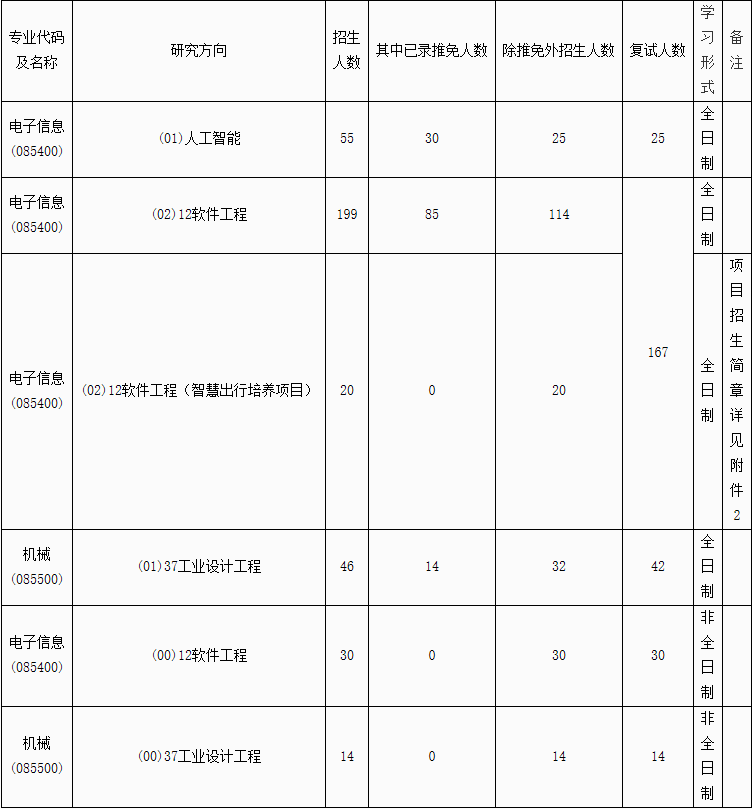 专业代码
及名称
研究方向
招生
人数
其中已录推免人数
除推免外招生人数
复试人数
学
习
形
式
备
注
电子信息
(085400)
(01)人工智能
55
30
25
25
全
日
制
电子信息
(085400)
(02)12软件工程
199
85
114
167
全
日
制
电子信息
(085400)
(02)12软件工程（智慧出行培养项目）
20
0
20
全
日
制
项
目
招
生
简
章
详
见
附
件
2
机械
(085500)
(01)37工业设计工程
46
14
32
42
全
日
制
电子信息
(085400)
(00)12软件工程
30
0
30
30
非
全
日
制
机械
(085500)
(00)37工业设计工程
14
0
14
14
非
全
日
制